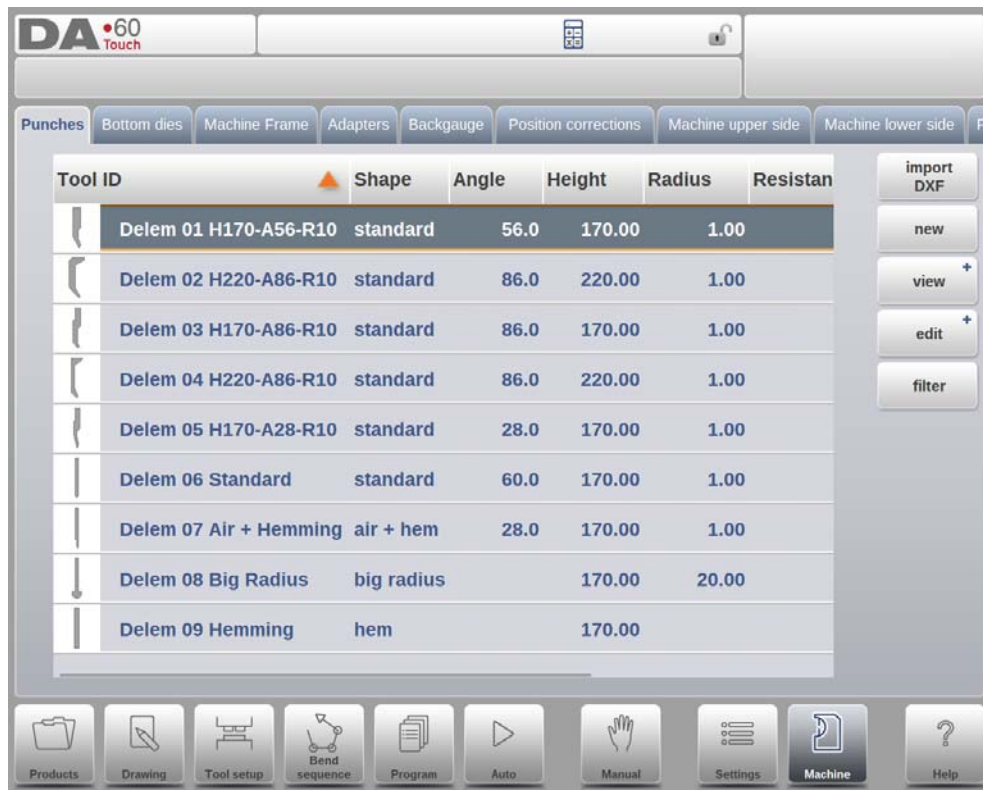 DA•60
Touch
Punches Bottom dies Machine Frame Adapters Backgauge Position corrections Machine upper side Machine lower side
Tool ID Shape Angle Height Radius Resistan
Delem 01 H170-A56-R10 standard 56.0 170.00 1.00
Delem 02 H220-A86-R10 standard 86.0 220.00 1.00
Delem 03 H170-A86-R10 standard 86.0 170.00 1.00
Delem 04 H220-A86-R10 standard 86.0 220.00 1.00
Delem 05 H170-A28-R10 standard 28.0 170.00 1.00
Delem 06 Standard standard 60.0 170.00 1.00
Delem 07 Air + Hemming air + hem 28.0 170.00 1.00
Delem 08 Big Radius big radius 170.00 20.00
Delem 09 Hemming hem 170.00
import
DXF
new
view +
edit +
filter
Products Drawing Tool setup Bend sequence Program Auto Manual Settings Machine Help